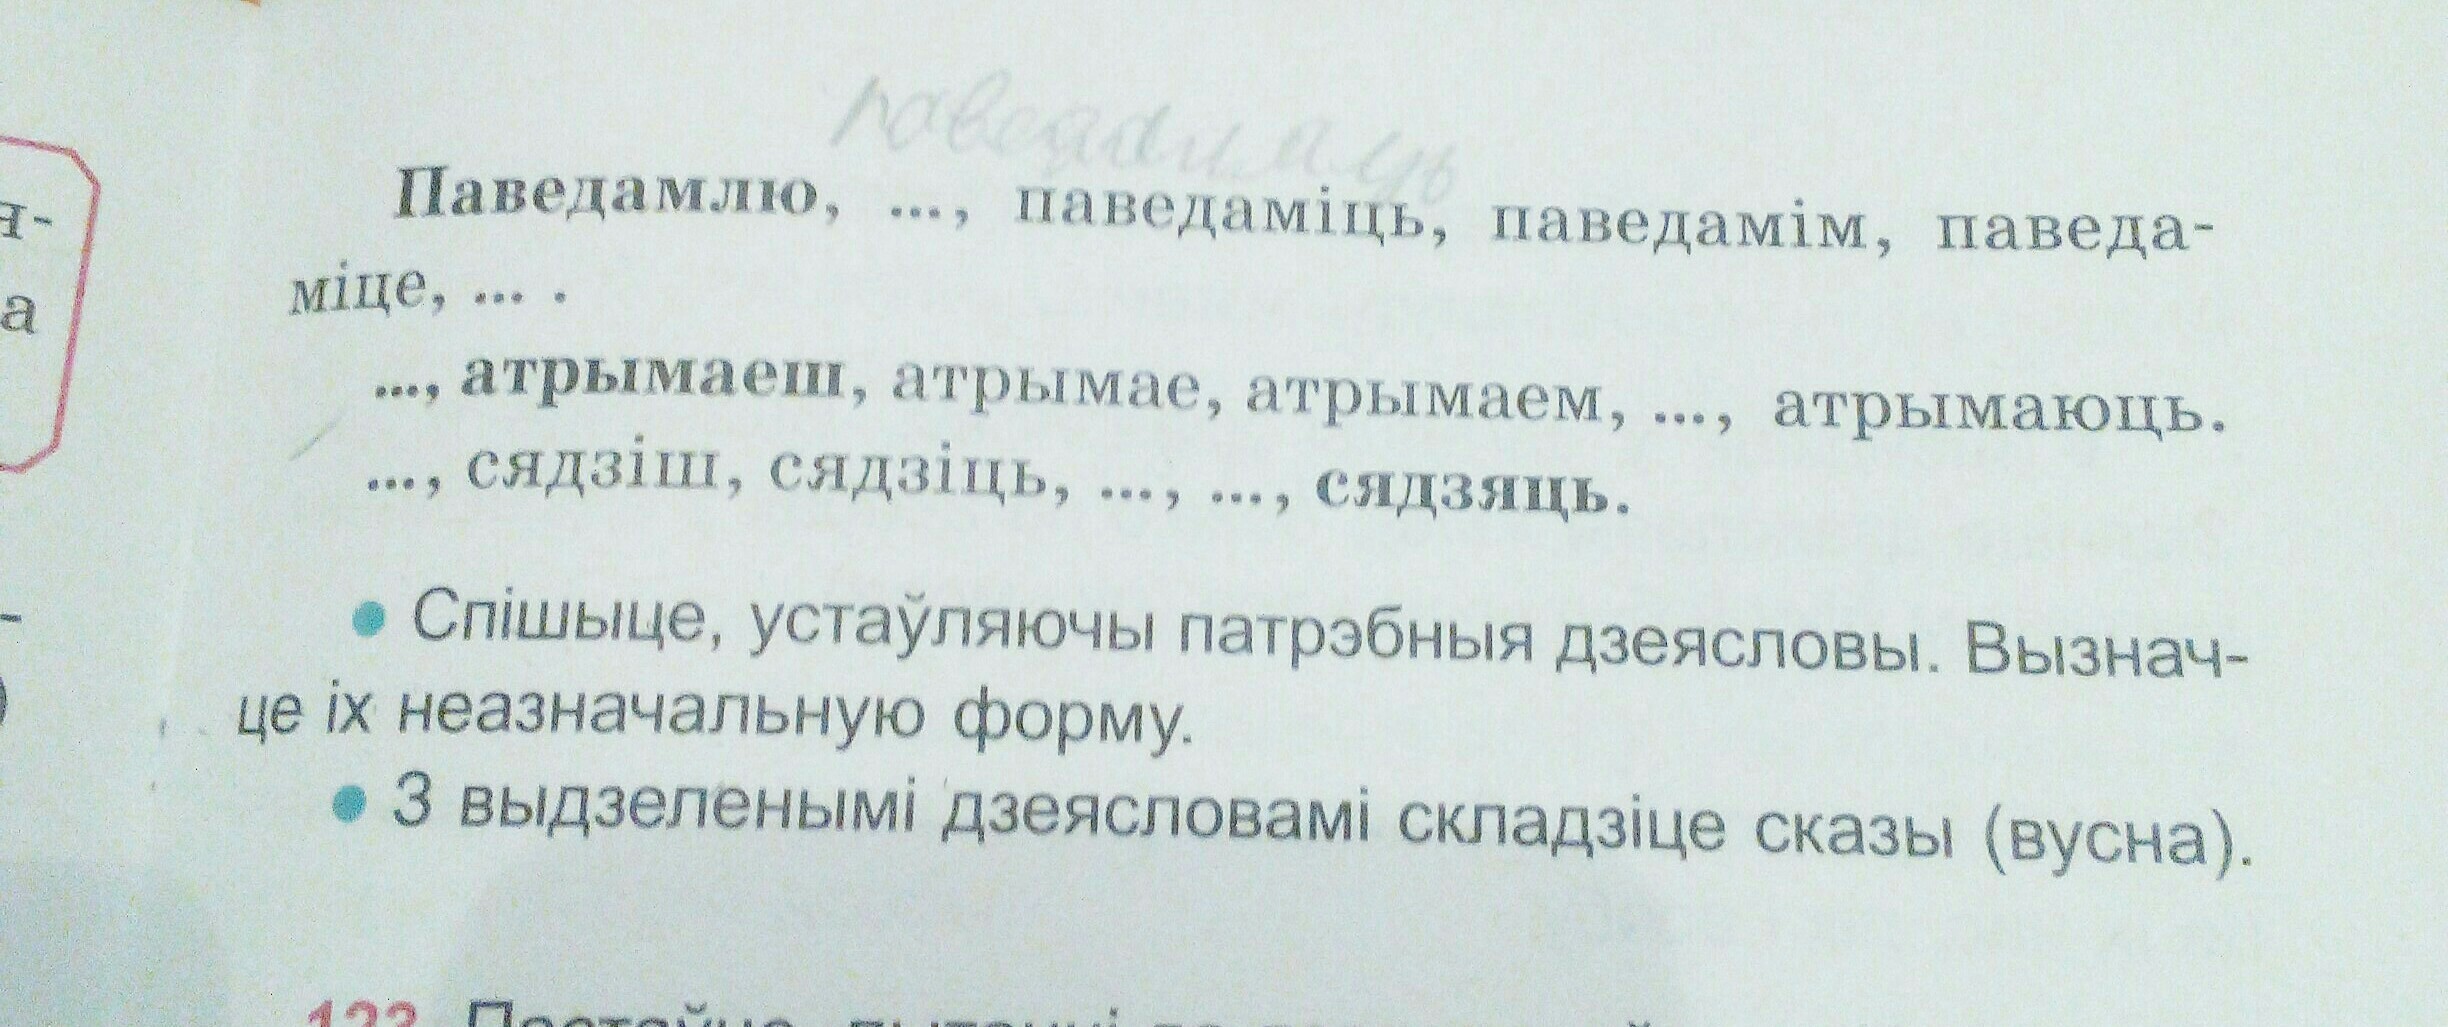 Паведамлю, ..., паведаміць, паведамім, паведа-
міце, ... .
..., атрымаеш, атрымае, атрымаем, ..., атрымаюць.
..., сядзіш, сядзіць, ..., ..., сядзяць.
• Спішыце, устаўляючы патрэбныя дзеясловы. Вызнач-
це іх неазначальную форму.
• З выдзеленымі дзеясловамі складзіце сказы (вусна).